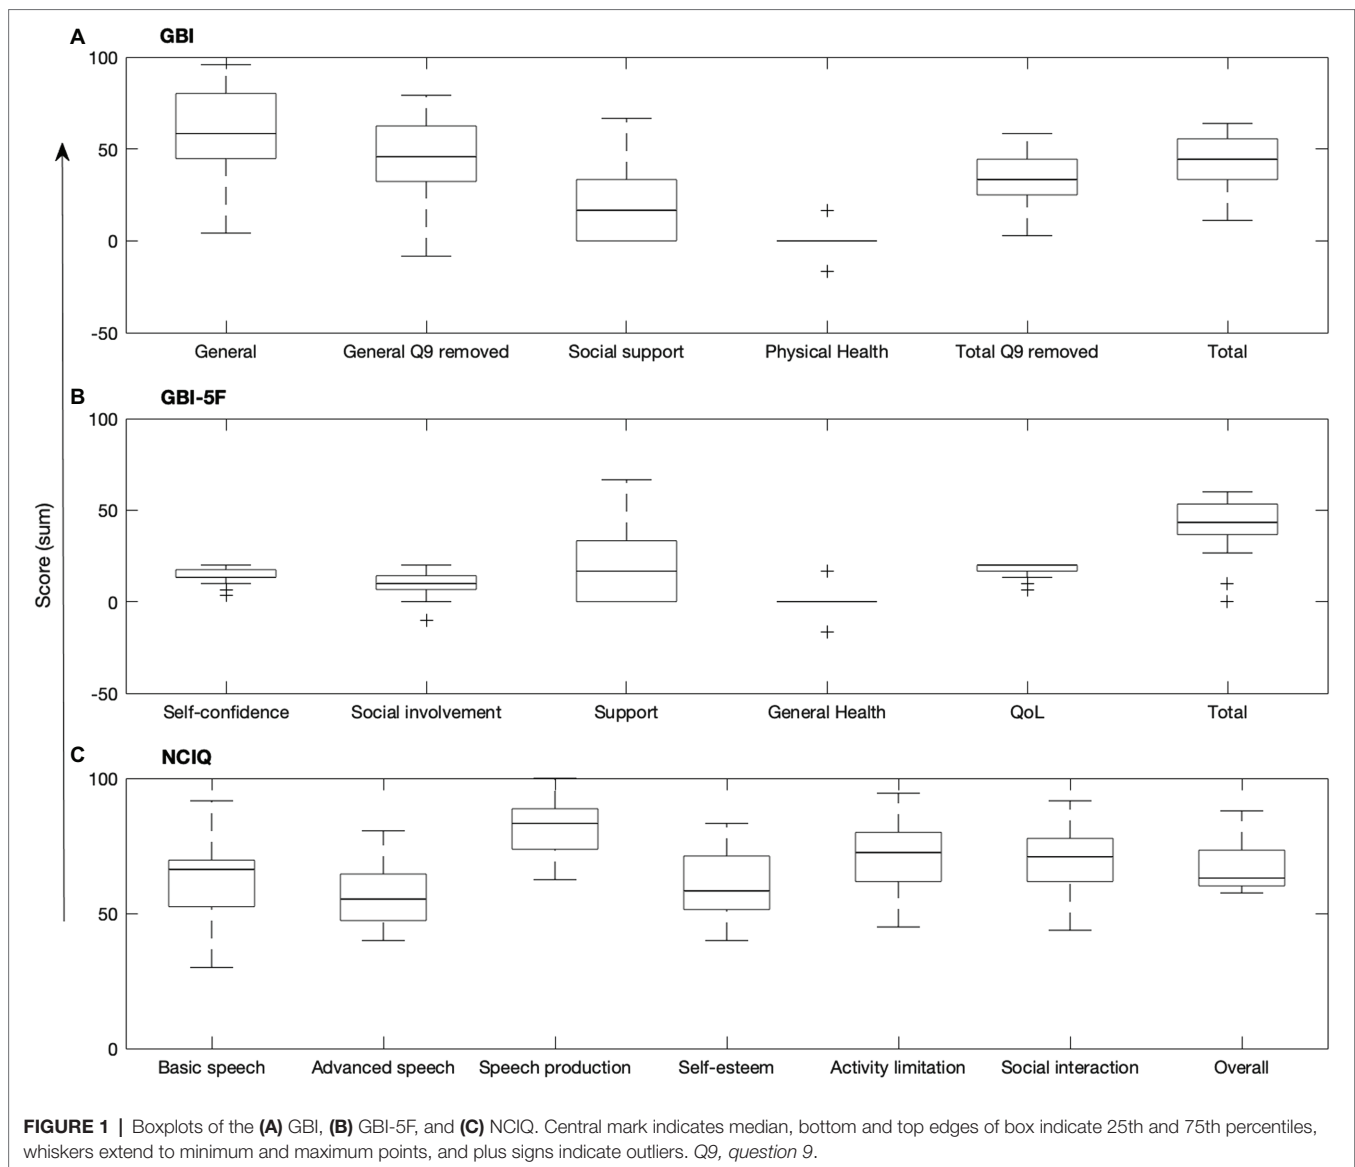 A GBI
100
50
0
-50
General General Q9 removed Social support Physical Health Total Q9 removed Total
B GBI-5F
100
50
0
-50
Self-confidence Social involvement Support General Health QoL Total
Score (sum)
C NCIQ
100
50
0
Basic speech Advanced speech Speech production Self-esteem Activity limitation Social interaction Overall
FIGURE 1 | Boxplots of the (A) GBI, (B) GBI-5F, and (C) NCIQ. Central mark indicates median, bottom and top edges of box indicate 25th and 75th percentiles,
whiskers extend to minimum and maximum points, and plus signs indicate outliers. Q9, question 9.